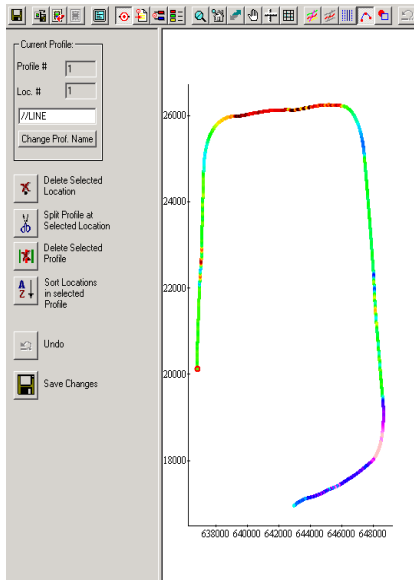 Current Profile:
Profile # 1
Loc. # 1
//LINE
Change Prof. Name
Delete Selected
Location
Split Profile at
Selected Location
Delete Selected
Profile
Sort Locations
in selected
Profile
Undo
Save Changes
26000
24000
22000
20000
18000
638000 640000 642000 644000 646000 648000